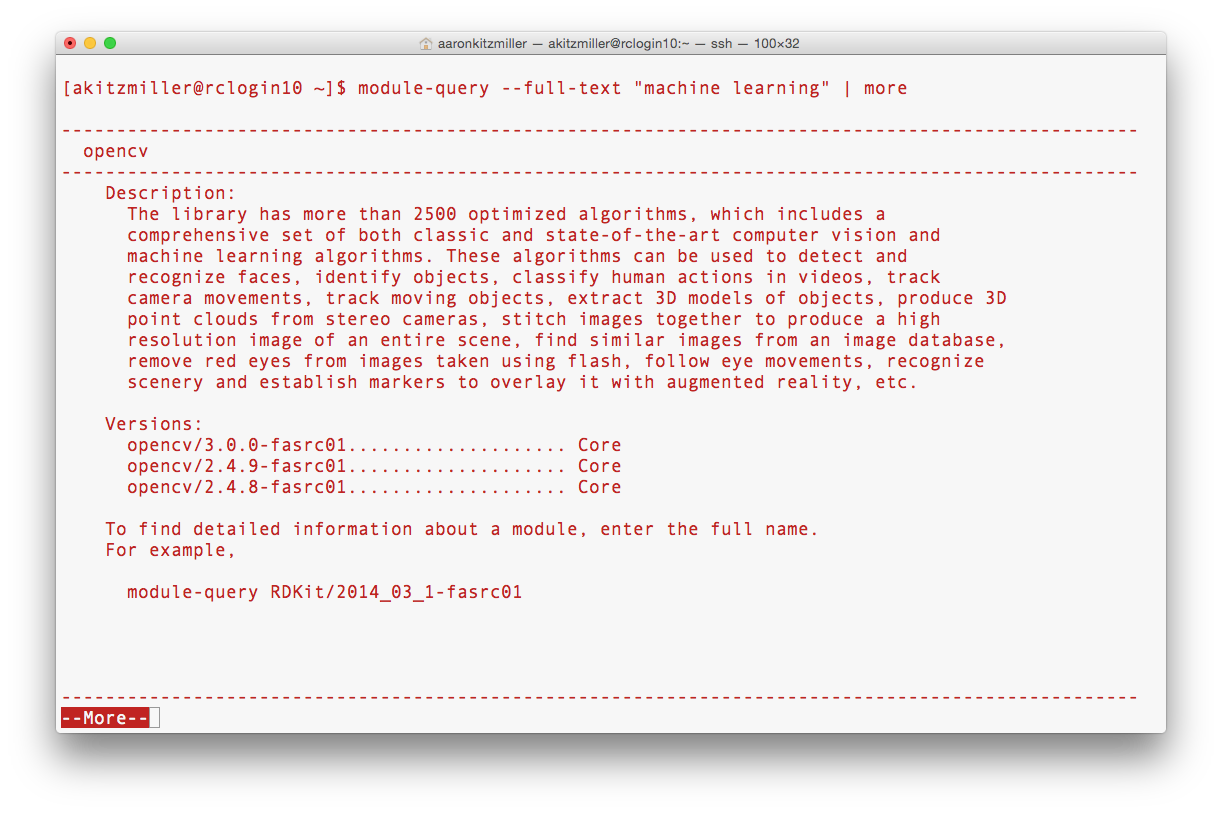 aaronkitzmiller — akitzmiller@rclogin10:~ — ssh — 100×32
[akitzmiller@rclogin10 ~]$ module-query --full-text "machine learning" | more
--------------------------------------------------------------------------------------------------
opencv
--------------------------------------------------------------------------------------------------
Description:
The library has more than 2500 optimized algorithms, which includes a
comprehensive set of both classic and state-of-the-art computer vision and
machine learning algorithms. These algorithms can be used to detect and
recognize faces, identify objects, classify human actions in videos, track
camera movements, track moving objects, extract 3D models of objects, produce 3D
point clouds from stereo cameras, stitch images together to produce a high
resolution image of an entire scene, find similar images from an image database,
remove red eyes from images taken using flash, follow eye movements, recognize
scenery and establish markers to overlay it with augmented reality, etc.
Versions:
opencv/3.0.0-fasrc01.................... Core
opencv/2.4.9-fasrc01.................... Core
opencv/2.4.8-fasrc01.................... Core
To find detailed information about a module, enter the full name.
For example,
module-query RDKit/2014_03_1-fasrc01
--------------------------------------------------------------------------------------------------
--More--